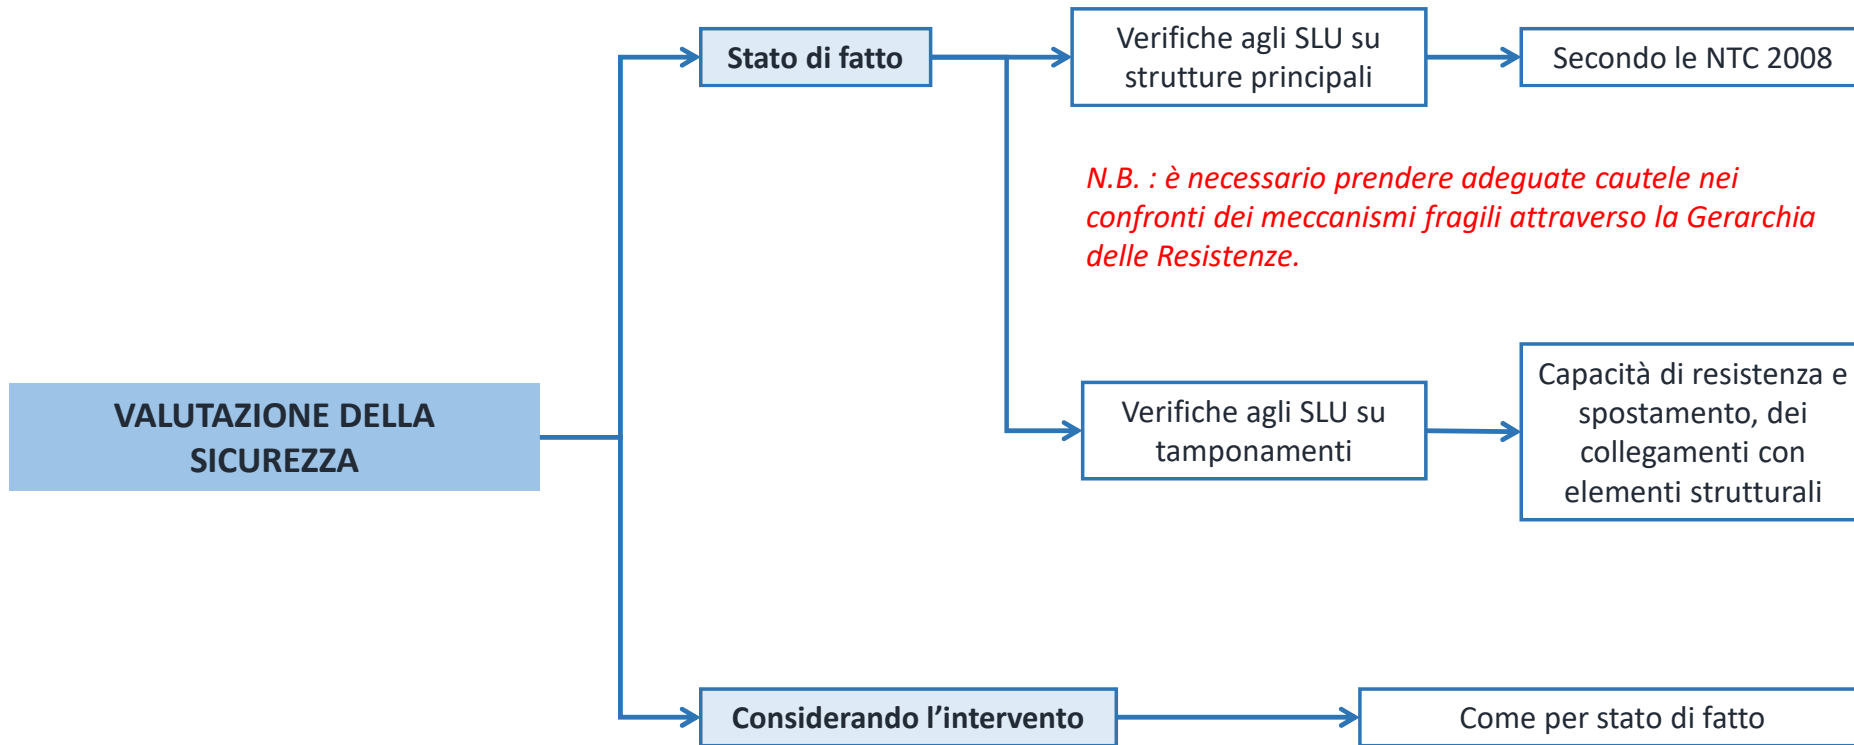 Stato di fatto
Verifiche agli SLU su
strutture principali
Secondo le NTC 2008
N.B. : è necessario prendere adeguate cautele nei
confronti dei meccanismi fragili attraverso la Gerarchia
delle Resistenze.
VALUTAZIONE DELLA
SICUREZZA
Verifiche agli SLU su
tamponamenti
Capacità di resistenza e
spostamento, dei
collegamenti con
elementi strutturali
Considerando l’intervento
Come per stato di fatto